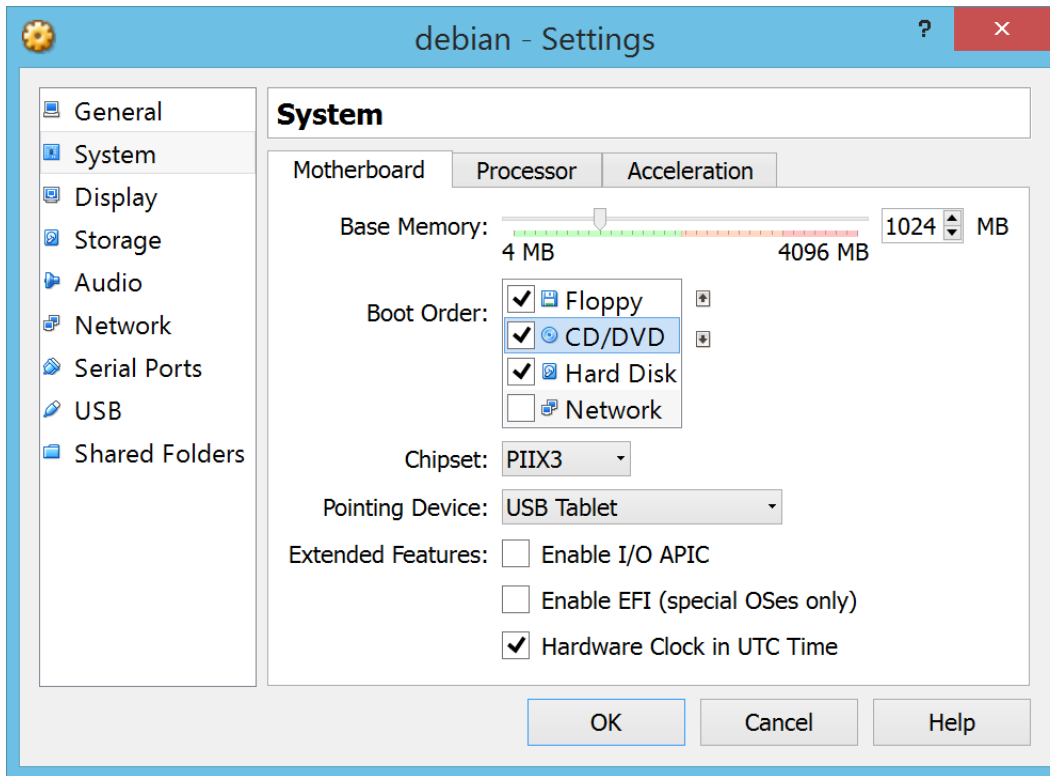 debian - Settings
?
x
General
System
Display
Storage
Audio
Network
Serial Ports
USB
Shared Folders
System
Motherboard Processor Acceleration
Base Memory: 1024 MB
4 MB 4096 MB
Boot Order:
Floppy
CD/DVD
Hard Disk
Network
Chipset: PIIX3
Pointing Device: USB Tablet
Extended Features: Enable I/O APIC
Enable EFI (special OSes only)
Hardware Clock in UTC Time
OK Cancel Help